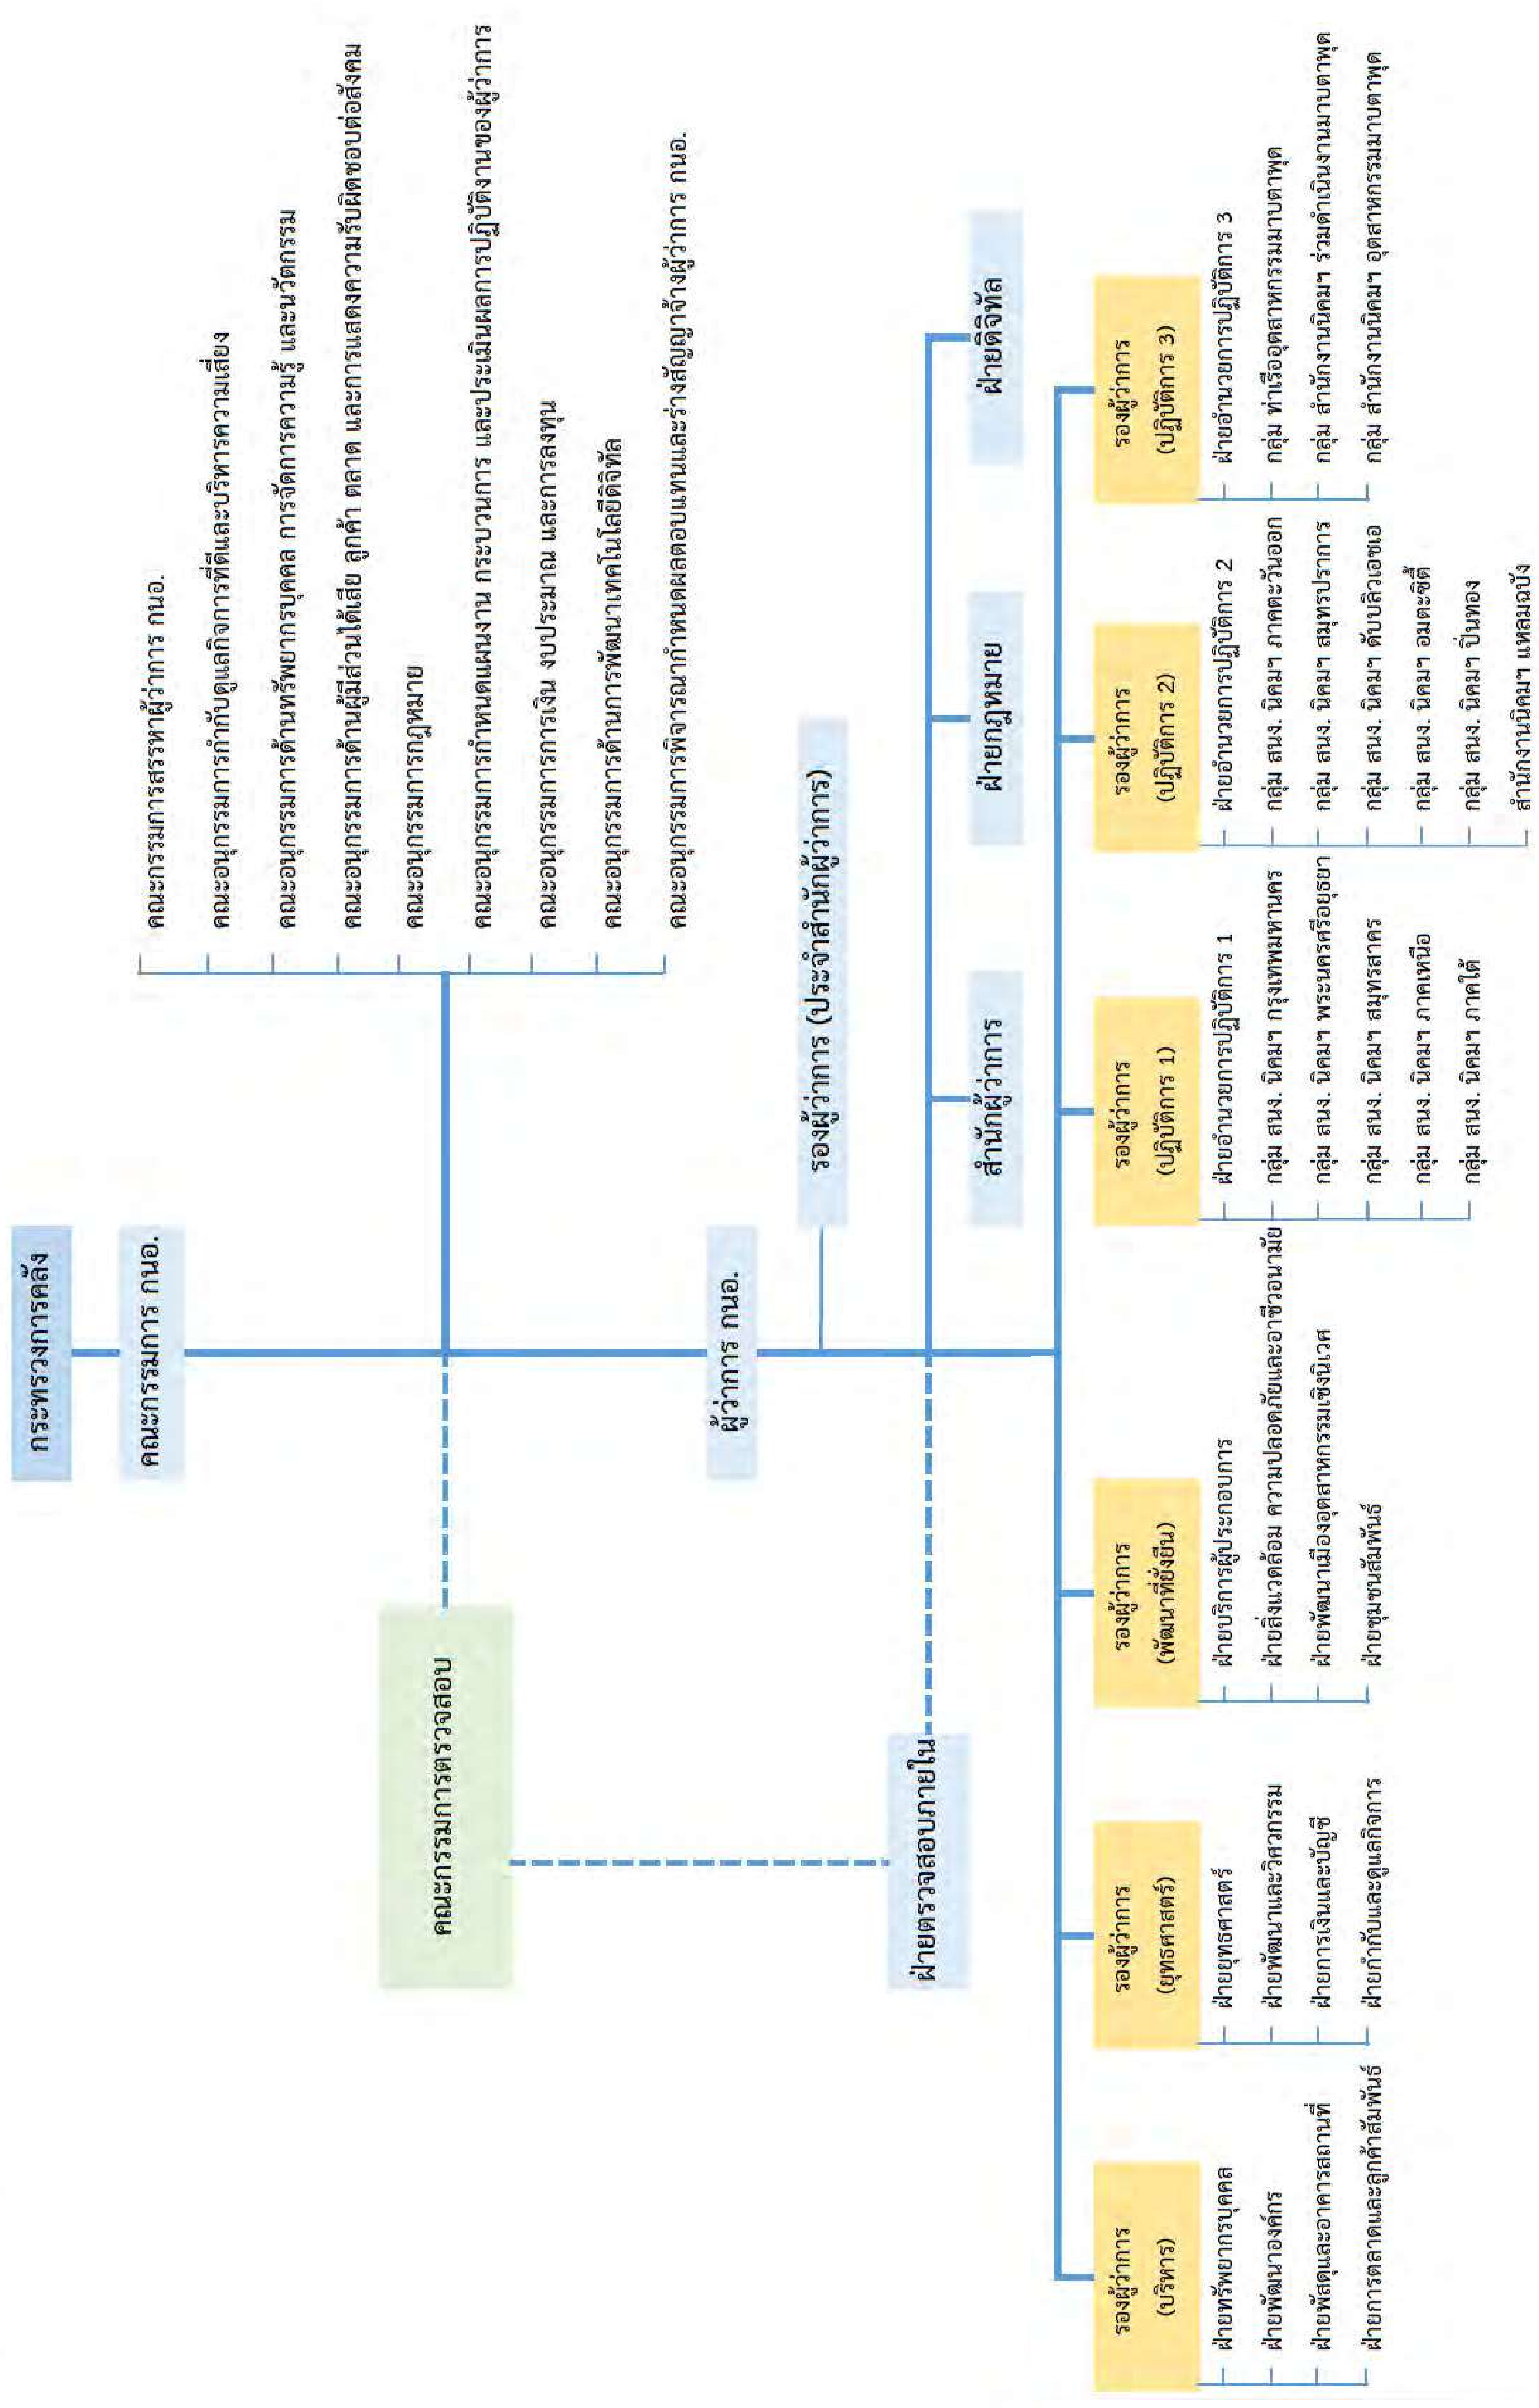 กระทรวงการคลัง
คณะกรรมการ กนอ.
คณะกรรมการสรรหาผู้ว่าการ กนอ.
คณะอนุกรรมการกำกับดูแลกิจการที่ดีและบริหารความเสี่ยง
คณะอนุกรรมการด้านทรัพยากรบุคคล การจัดการความรู้ และนวัตกรรม
คณะอนุกรรมการด้านผู้มีส่วนได้เสีย ลูกค้า ตลาด และการแสดงความรับผิดชอบต่อสังคม
คณะอนุกรรมการกฎหมาย
คณะอนุกรรมการกำหนดแผนงาน กระบวนการ และประเมินผลการปฏิบัติงานของผู้ว่าการ
คณะอนุกรรมการการเงิน งบประมาณ และการลงทุน
คณะอนุกรรมการด้านการพัฒนาเทคโนโลยีดิจิทัล
คณะอนุกรรมการพิจารณากำหนดผลตอบแทนและร่างสัญญาจ้างผู้ว่าการ กนอ.
คณะกรรมการตรวจสอบ
ผู้ว่าการ กนอ.
รองผู้ว่าการ (ประจำสำนักผู้ว่าการ)
ฝ่ายตรวจสอบภายใน
สำนักผู้ว่าการ
ฝ่ายกฎหมาย
ฝ่ายดิจิทัล
รองผู้ว่าการ
(บริหาร)
ฝ่ายทรัพยากรบุคคล
ฝ่ายพัฒนาองค์กร
ฝ่ายพัสดุและอาคารสถานที่
ฝ่ายการตลาดและลูกค้าสัมพันธ์
รองผู้ว่าการ
(ยุทธศาสตร์)
ฝ่ายยุทธศาสตร์
ฝ่ายพัฒนาและวิศวกรรม
ฝ่ายการเงินและบัญชี
ฝ่ายกำกับและดูแลกิจการ
รองผู้ว่าการ
(พัฒนาที่ยั่งยืน)
ฝ่ายบริการผู้ประกอบการ
ฝ่ายสิ่งแวดล้อม ความปลอดภัยและอาชีวอนามัย
ฝ่ายพัฒนาเมืองอุตสาหกรรมเชิงนิเวศ
ฝ่ายชุมชนสัมพันธ์
รองผู้ว่าการ
(ปฏิบัติการ 1)
ฝ่ายอำนวยการปฏิบัติการ 1
กลุ่ม สนง. นิคมฯ กรุงเทพมหานคร
กลุ่ม สนง. นิคมฯ พระนครศรีอยุธยา
กลุ่ม สนง. นิคมฯ สมุทรสาคร
กลุ่ม สนง. นิคมฯ ภาคเหนือ
กลุ่ม สนง. นิคมฯ ภาคใต้
รองผู้ว่าการ
(ปฏิบัติการ 2)
ฝ่ายอำนวยการปฏิบัติการ 2
กลุ่ม สนง. นิคมฯ ภาคตะวันออก
กลุ่ม สนง. นิคมฯ สมุทรปราการ
กลุ่ม สนง. นิคมฯ ดับบลิวเอชเอ
กลุ่ม สนง. นิคมฯ อมตะซิตี้
กลุ่ม สนง. นิคมฯ ปิ่นทอง
สำนักงานนิคมฯ แหลมฉบัง
รองผู้ว่าการ
(ปฏิบัติการ 3)
ฝ่ายอำนวยการปฏิบัติการ 3
กลุ่ม ท่าเรืออุตสาหกรรมมาบตาพุด
กลุ่ม สำนักงานนิคมฯ ร่วมดำเนินงานมาบตาพุด
กลุ่ม สำนักงานนิคมฯ อุตสาหกรรมมาบตาพุด